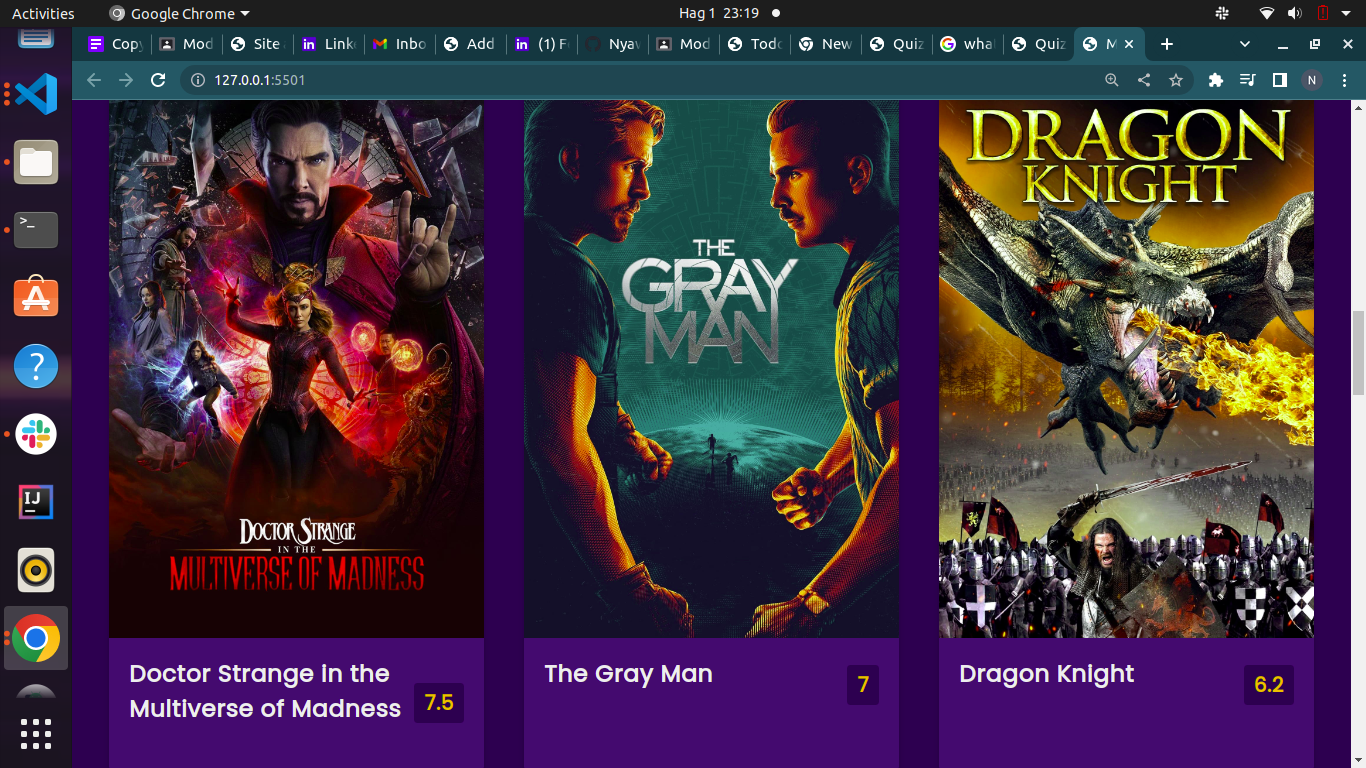 Activities
Google Chrome
Hag 1 23:19
Copy
Mod
Site
Link
Inbo
Add
(1) F
Nyav
Mod
Todo
New
Quiz
wha
Quiz
M
127.0.0.1:5501
N
DRAGON
KNIGHT
THE
GRAY
MAN
DOCTOR STRANGE
IN THE
MULTIVERSE OF MADNESS
Doctor Strange in the
Multiverse of Madness
7.5
The Gray Man
7
Dragon Knight
6.2